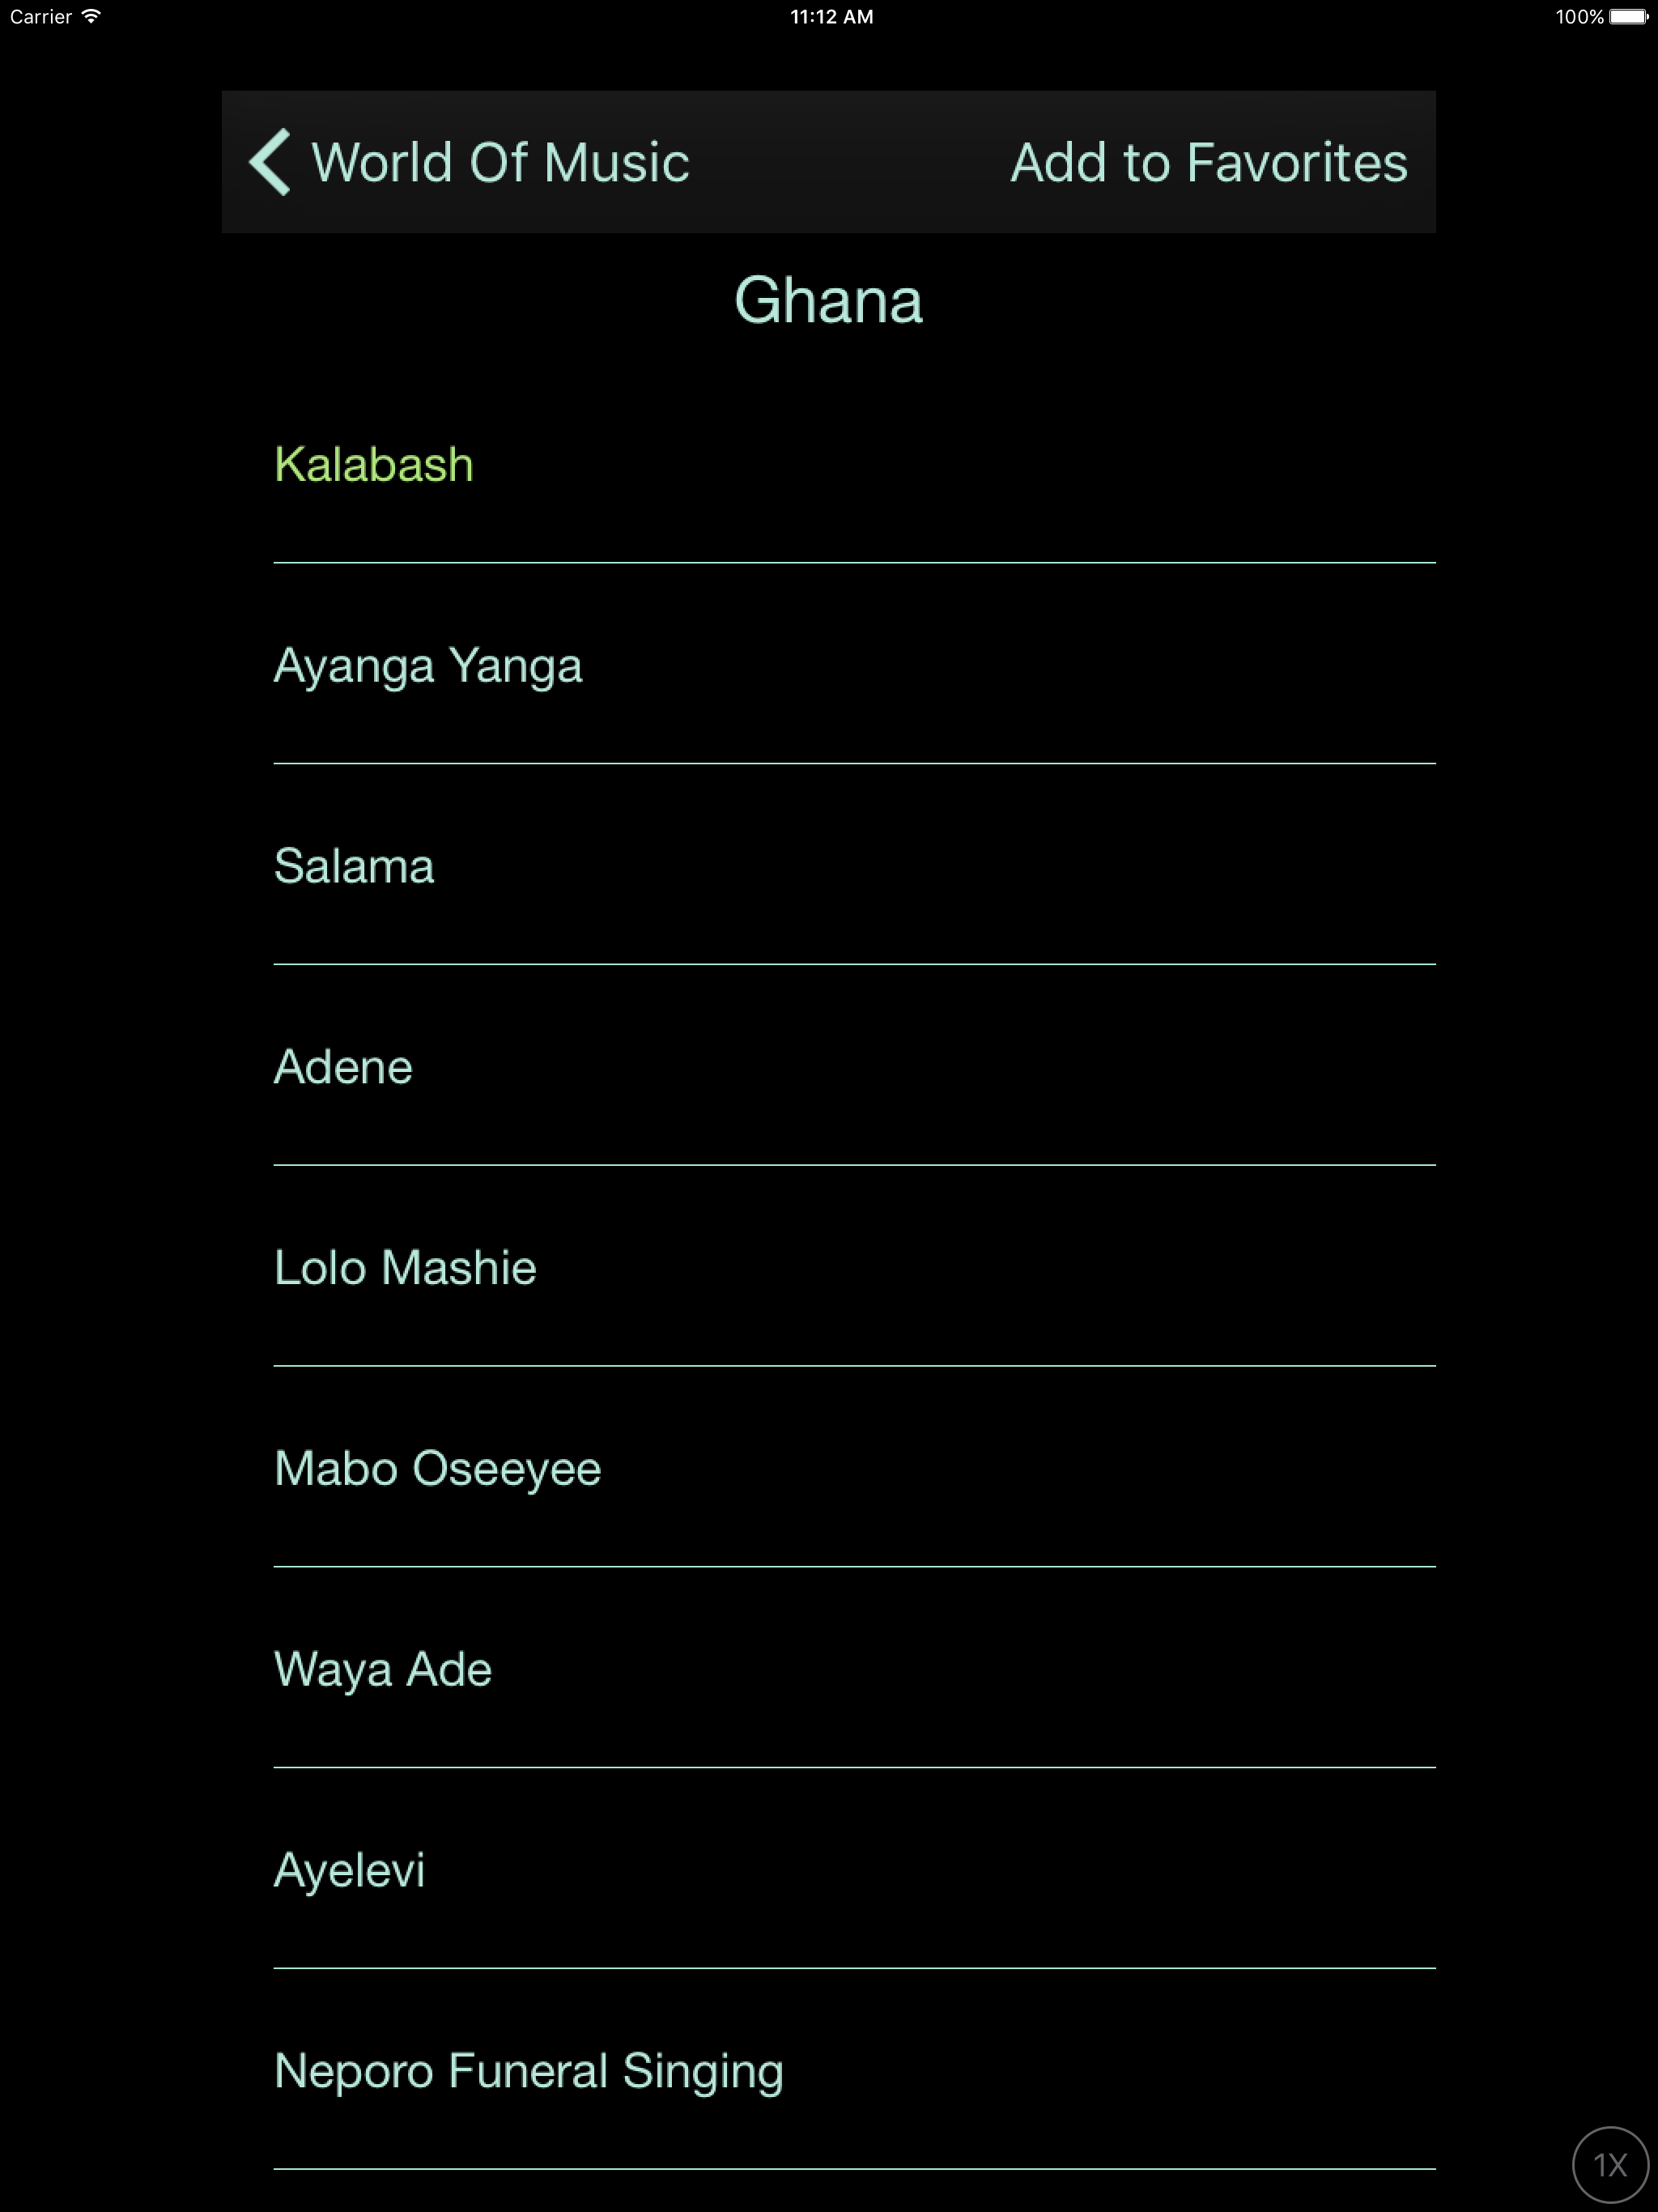 Carrier 11:12 AM 100%
World Of Music Add to Favorites
Ghana
Kalabash
Ayanga Yanga
Salama
Adene
Lolo Mashie
Mabo Oseeyee
Waya Ade
Ayelevi
Neporo Funeral Singing
1X